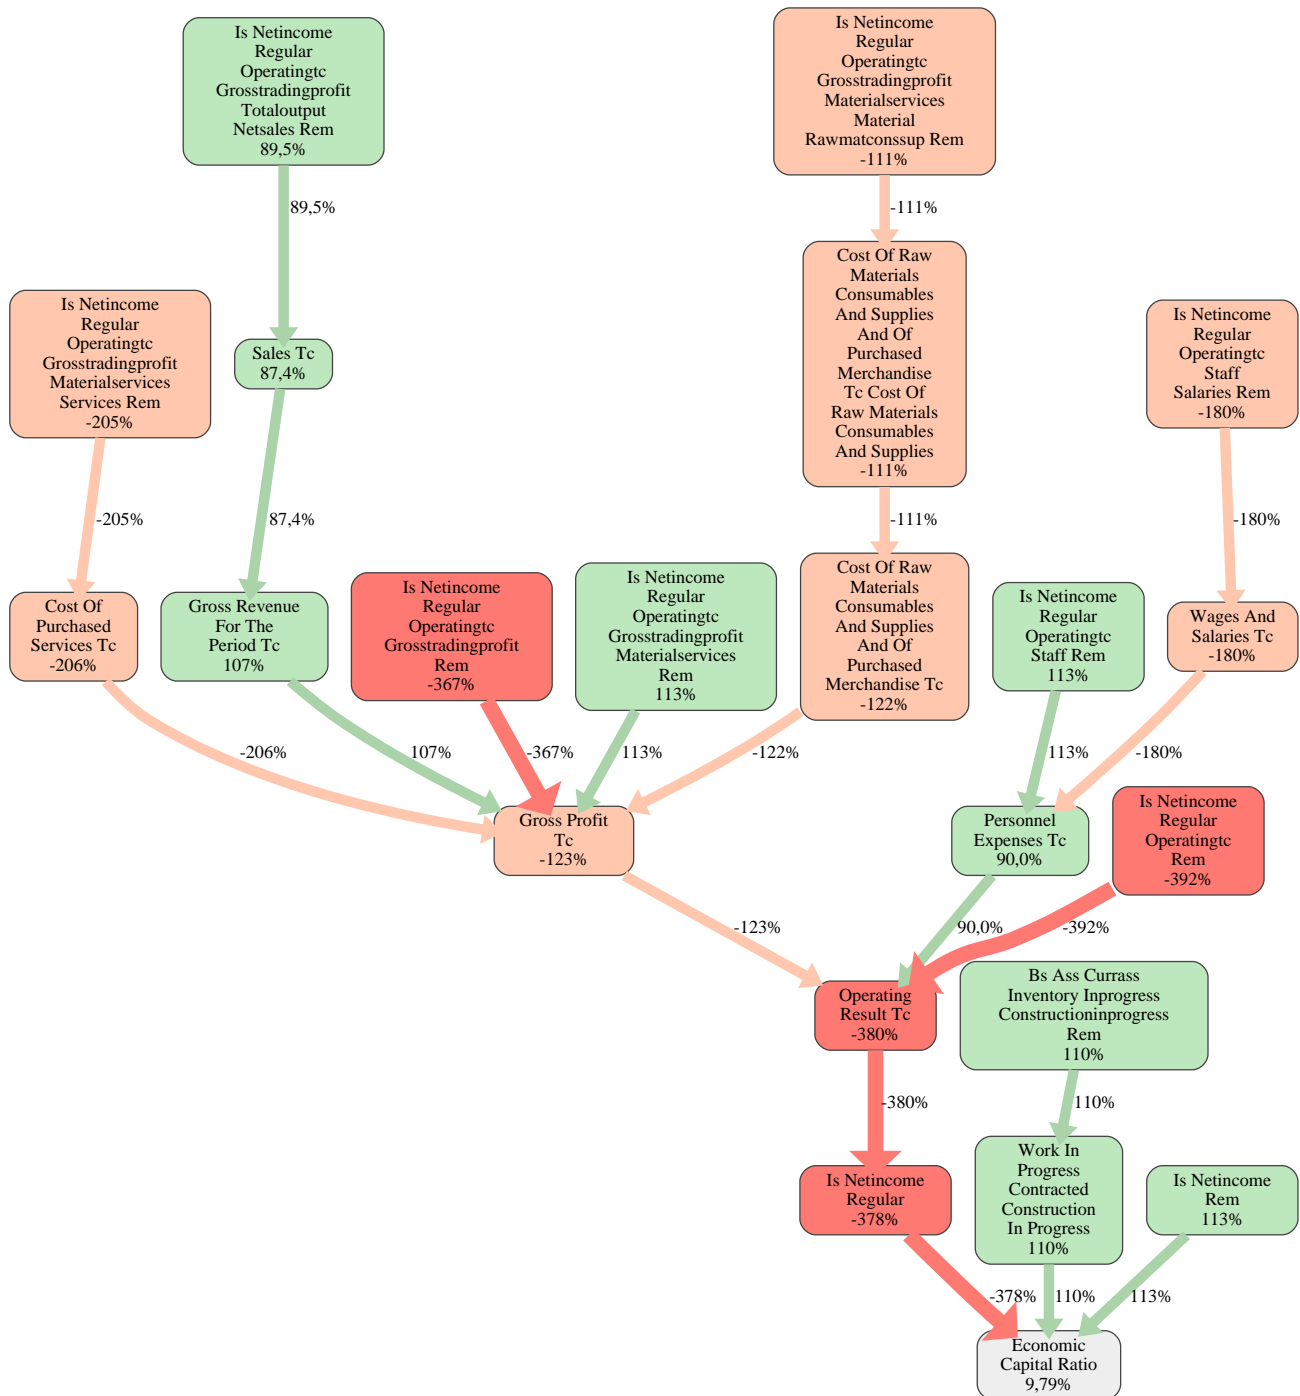 Is Netincome
Regular
Operatingtc
Grosstradingprofit
Totaloutput
Netsales Rem
89,5%
Is Netincome
Regular
Operatingtc
Grosstradingprofit
Materialservices
Material
Rawmatconssup Rem
-111%
89,5%
-111%
Is Netincome
Regular
Operatingtc
Grosstradingprofit
Materialservices
Services Rem
-205%
Sales Tc
87,4%
Cost Of Raw
Materials
Consumables
And Supplies
And Of
Purchased
Merchandise
Tc Cost Of
Raw Materials
Consumables
And Supplies
-111%
Is Netincome
Regular
Operatingtc
Staff
Salaries Rem
-180%
-205%
87,4%
-111%
-180%
Cost Of
Purchased
Services Tc
-206%
Gross Revenue
For The
Period Tc
107%
Is Netincome
Regular
Operatingtc
Grosstradingprofit
Rem
-367%
Is Netincome
Regular
Operatingtc
Grosstradingprofit
Materialservices
Rem
113%
Cost Of Raw
Materials
Consumables
And Supplies
And Of
Purchased
Merchandise Tc
-122%
Is Netincome
Regular
Operatingtc
Staff Rem
113%
Wages And
Salaries Tc
-180%
-206%
107%
-367%
113%
-122%
113%
-180%
Gross Profit
Tc
-123%
Personnel
Expenses Tc
90,0%
Is Netincome
Regular
Operatingtc
Rem
-392%
-123%
90,0%
-392%
Operating
Result Tc
-380%
Bs Ass Currass
Inventory Inprogress
Constructioninprogress
Rem
110%
-380%
110%
Is Netincome
Regular
-378%
Work In
Progress
Contracted
Construction
In Progress
110%
Is Netincome
Rem
113%
-378%
110%
113%
Economic
Capital Ratio
9,79%